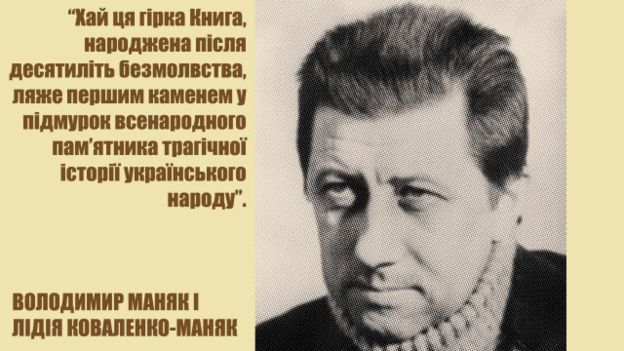 “Хай ця гірка Книга,
народжена після
десятиліть безмолвства,
ляже першим каменем у
підмурок всенародного
пам’ятника трагічної
історії українського
народу”.
ВОЛОДИМИР МАНЯК І
ЛІДІЯ КОВАЛЕНКО-МАНЯК